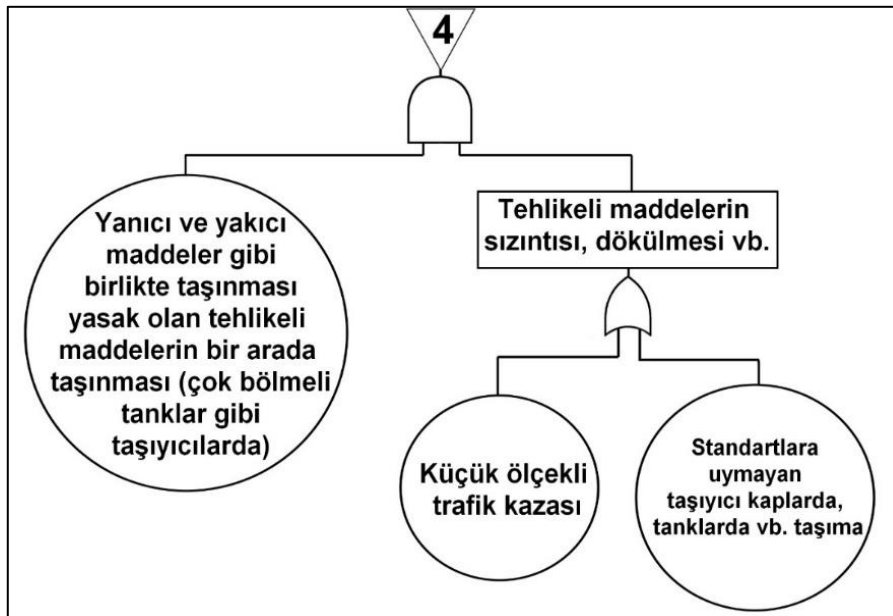 4
Yanıcı ve yakıcı
maddeler gibi
birlikte taşınması
yasak olan tehlikeli
maddelerin bir arada
taşınması (çok bölmeli
tanklar gibi
taşıyıcılarda)
Tehlikeli maddelerin
sızıntısı, dökülmesi vb.
Küçük ölçekli
trafik kazası
Standartlara
uymayan
taşıyıcı kaplarda,
tanklarda vb. taşıma